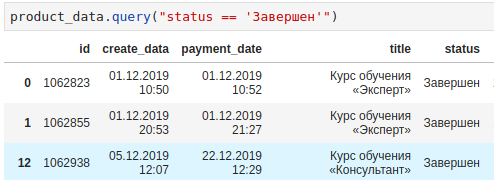 product_data.query("status == 'Завершен'")
id create_data payment_date title status
0 1062823 01.12.2019 10:50 01.12.2019 10:52 Курс обучения «Эксперт» Завершен
1 1062855 01.12.2019 20:53 01.12.2019 21:27 Курс обучения «Эксперт» Завершен
12 1062938 05.12.2019 12:07 22.12.2019 12:29 Курс обучения «Консультант» Завершен